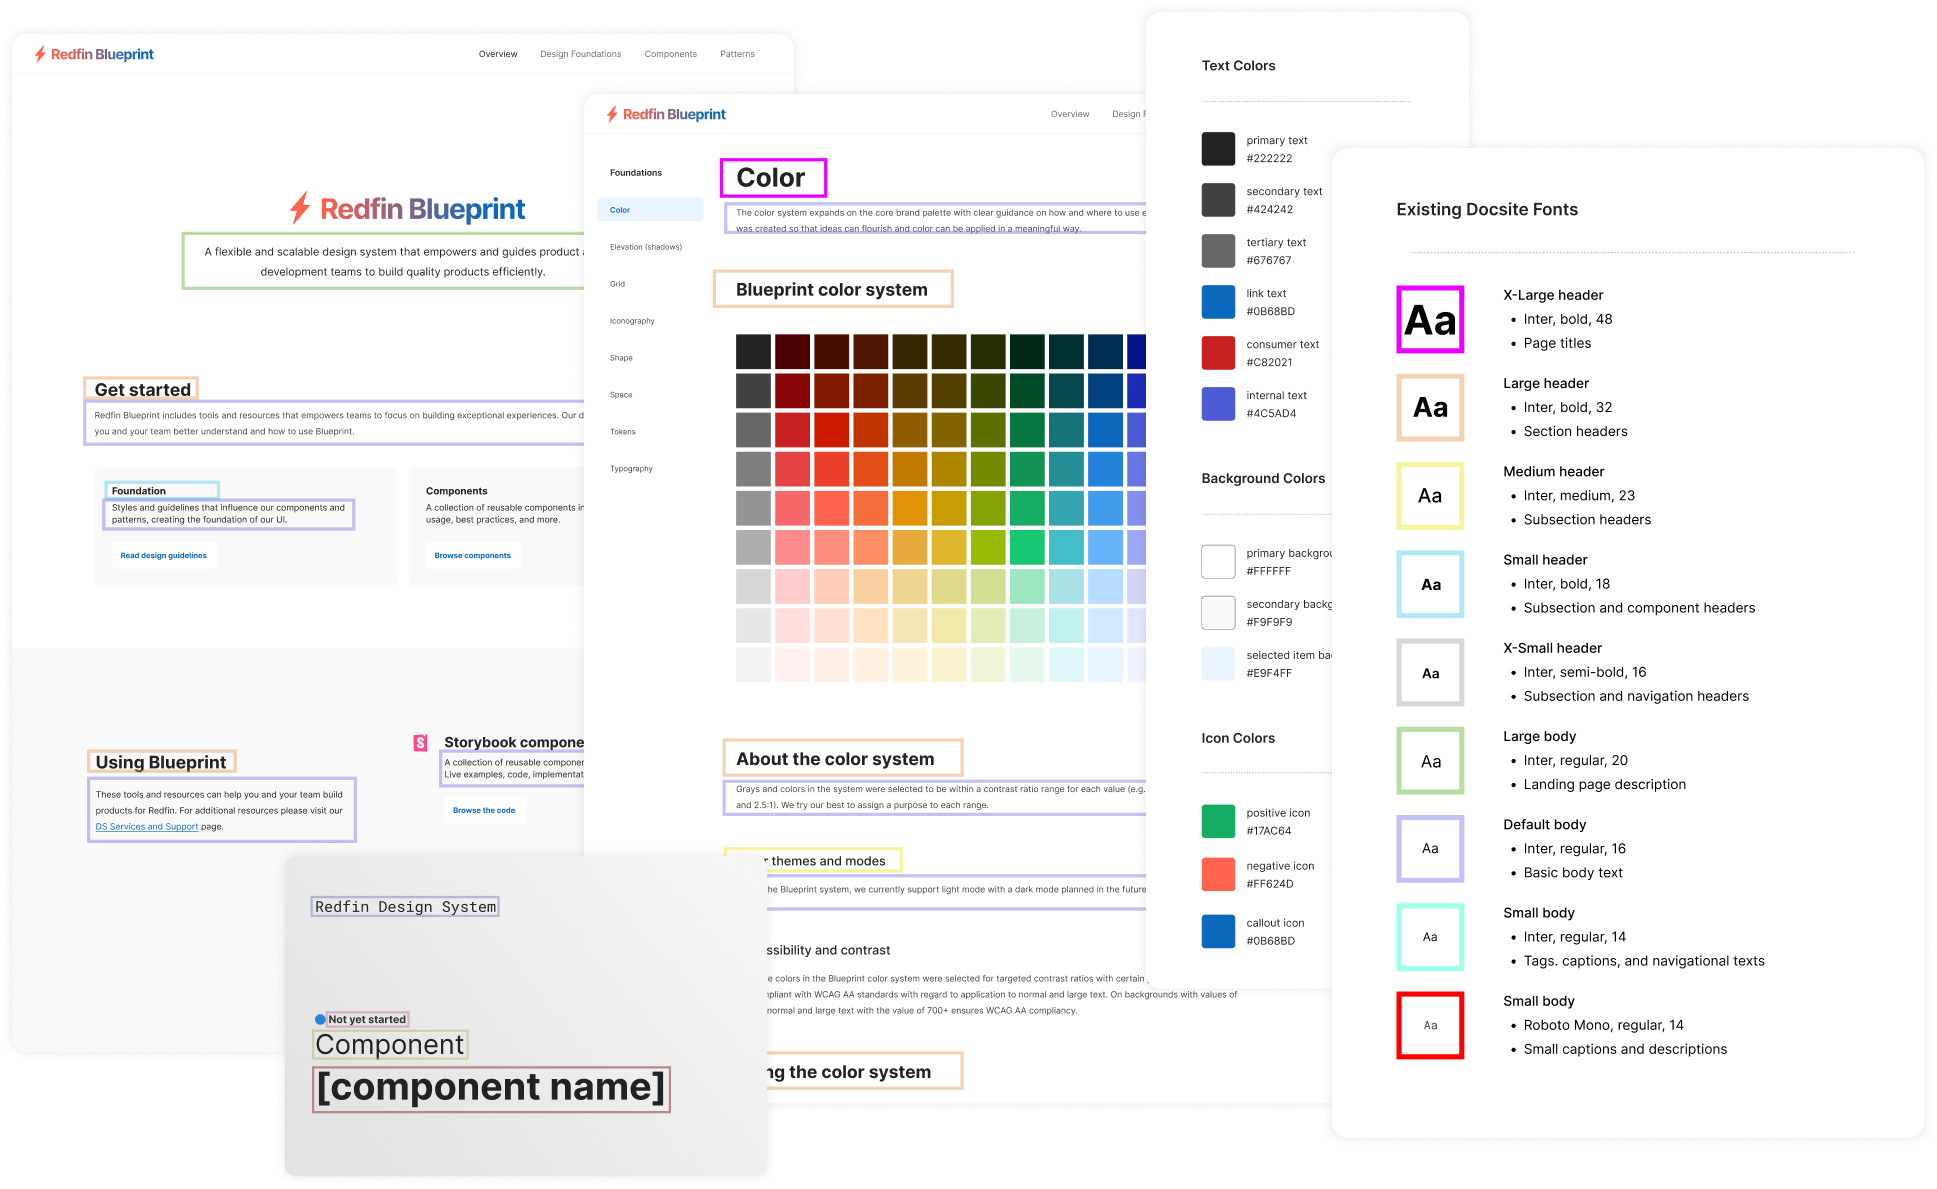 Redfin Blueprint
Overview
Design Foundations
Components
Patterns
Redfin Blueprint
A flexible and scalable design system that empowers and guides product
development teams to build quality products efficiently.
Get started
Redfin Blueprint includes tools and resources that empowers teams to focus on building exceptional experiences. Our d
you and your team better understand and how to use Blueprint.
Foundation
Styles and guidelines that influence our components and
patterns, creating the foundation of our UI.
Read design guidelines
Components
A collection of reusable components in
usage, best practices, and more.
Browse components
Using Blueprint
These tools and resources can help you and your team build
products for Redfin. For additional resources please visit our
DS Services and Support page.
Storybook compone
A collection of reusable componen
Live examples, code, implementat
Browse the code
Redfin Design System
Not yet started
Component
[component name]
Redfin Blueprint
Overview
Design F
Foundations
Color
Elevation (shadows)
Grid
Iconography
Shape
Space
Tokens
Typography
Color
The color system expands on the core brand palette with clear guidance on how and where to use e
was created so that ideas can flourish and color can be applied in a meaningful way.
Blueprint color system
About the color system
Grays and colors in the system were selected to be within a contrast ratio range for each value (e.g.
and 2.5:1). We try our best to assign a purpose to each range.
r themes and modes
he Blueprint system, we currently support light mode with a dark mode planned in the future
ssibility and contrast
e colors in the Blueprint color system were selected for targeted contrast ratios with certain
npliant with WCAG AA standards with regard to application to normal and large text. On backgrounds with values of
normal and large text with the value of 700+ ensures WCAG AA compliancy.
ng the color system
Text Colors
primary text
#222222
secondary text
#424242
tertiary text
#676767
link text
#0B68BD
consumer text
#C82021
internal text
#4C5AD4
Background Colors
primary backgrou
#FFFFFF
secondary backg
#F9F9F9
selected item ba
#E9F4FF
Icon Colors
positive icon
#17AC64
negative icon
#FF624D
callout icon
#0B68BD
Existing Docsite Fonts
Aa
X-Large header
• Inter, bold, 48
• Page titles
Aa
Large header
• Inter, bold, 32
• Section headers
Aa
Medium header
• Inter, medium, 23
• Subsection headers
Aa
Small header
• Inter, bold, 18
• Subsection and component headers
Aa
X-Small header
• Inter, semi-bold, 16
• Subsection and navigation headers
Aa
Large body
• Inter, regular, 20
• Landing page description
Aa
Default body
• Inter, regular, 16
• Basic body text
Aa
Small body
• Inter, regular, 14
• Tags. captions, and navigational texts
Aa
Small body
• Roboto Mono, regular, 14
• Small captions and descriptions